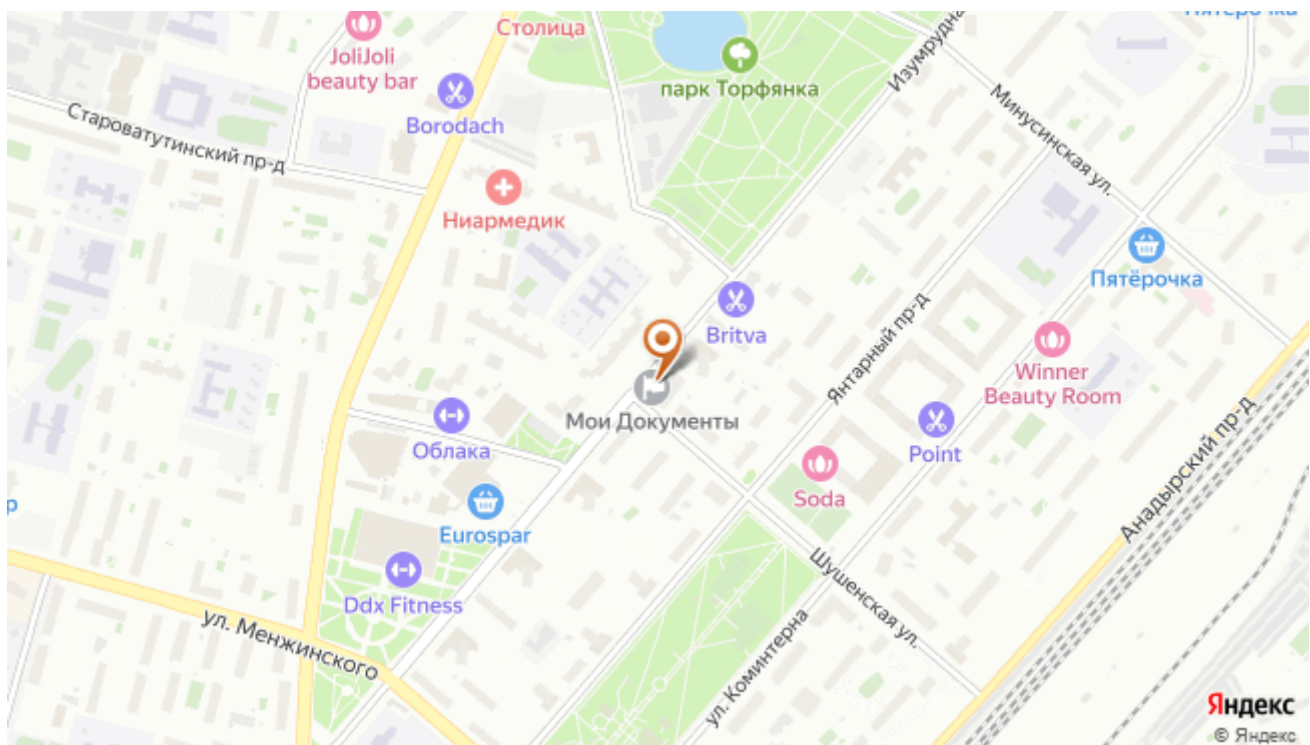 Столица
JoliJoli
beauty bar
парк Торфянка
Изумрудна
Borodach
Староватутинский пр-д
Минусинская ул.
Ниармедик
Пятёрочка
Britva
Янтарный пр-д
Winner
Beauty Room
Мои Документы
Облака
Point
Soda
Анадырский пр-д
р
Eurospar
Шушенская ул.
Ddx Fitness
ул. Менжинского
ул. Коминтерна
Яндекс
© Яндекс